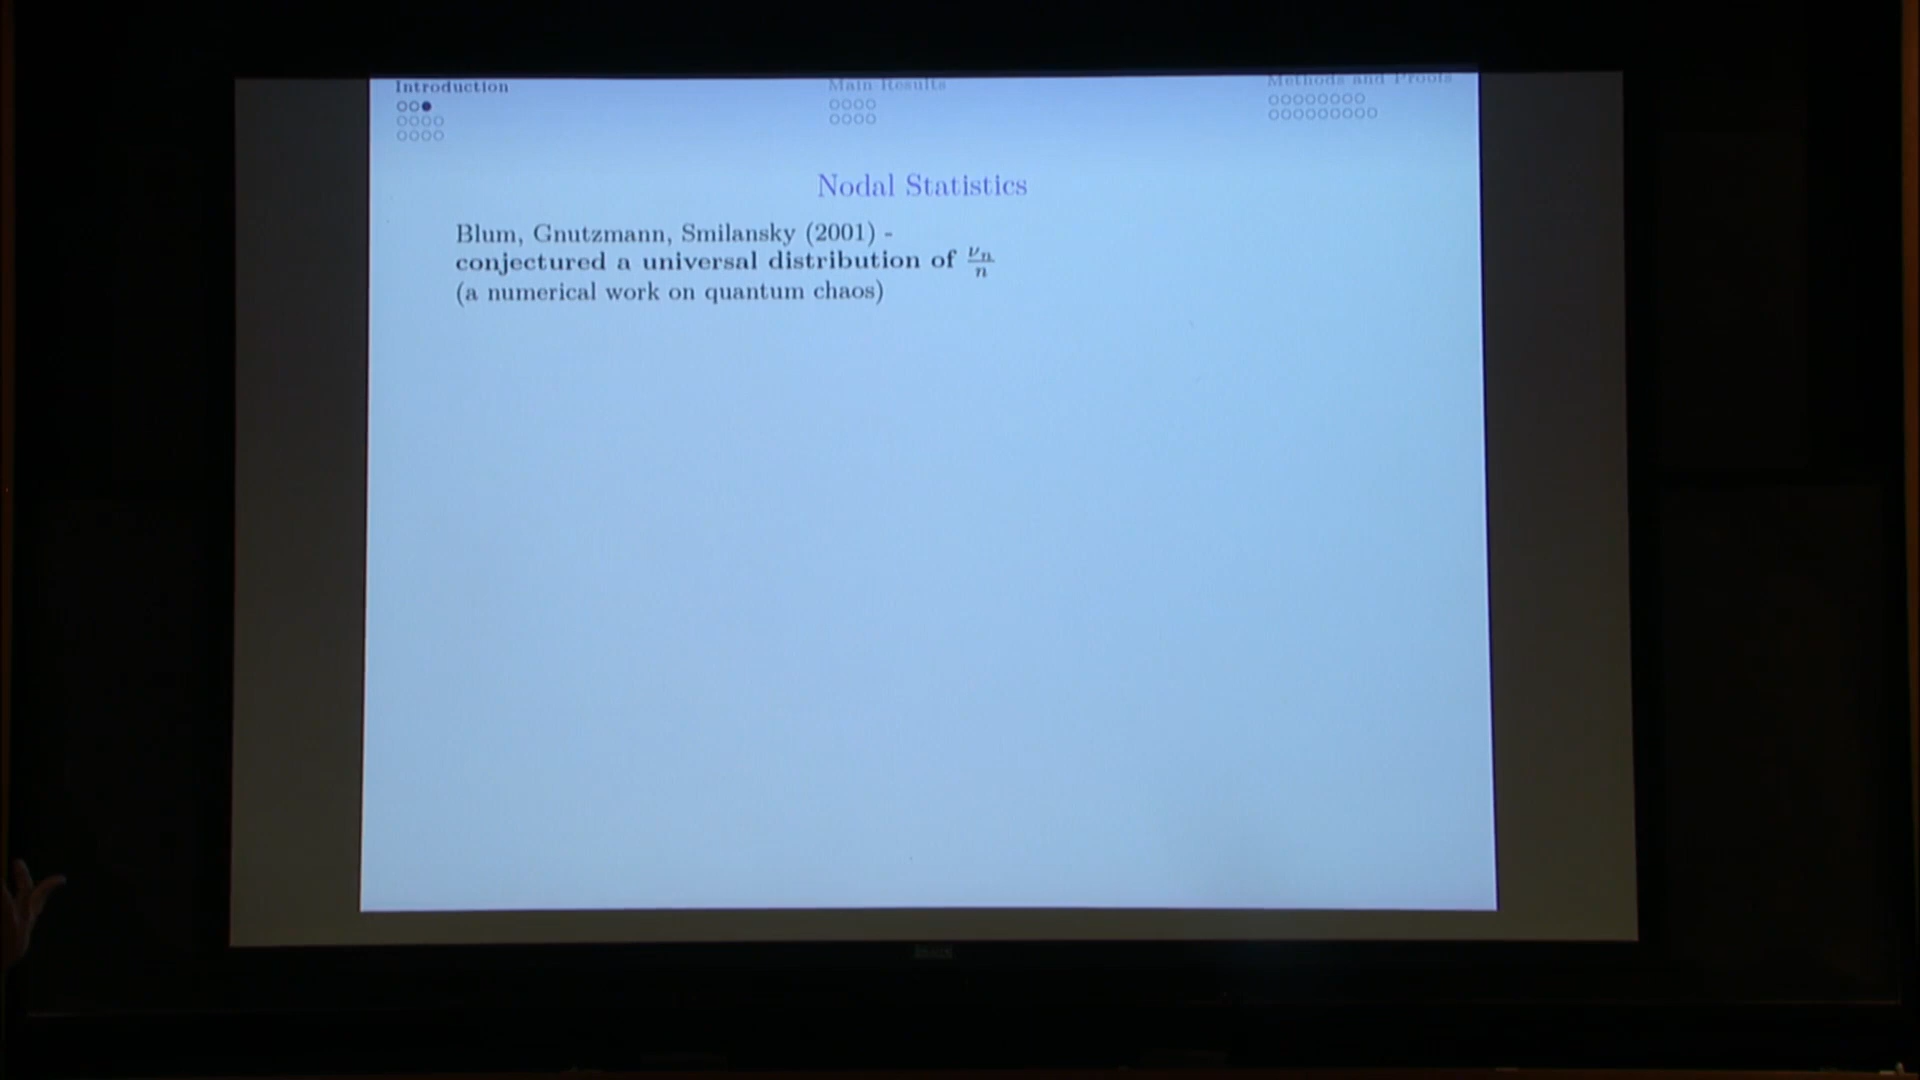 Introduction
Main Results
Methods and Proofs
Nodal Statistics
Blum, Gnutzmann, Smilansky (2001) -
conjectured a universal distribution of νₙ/n
(a numerical work on quantum chaos)